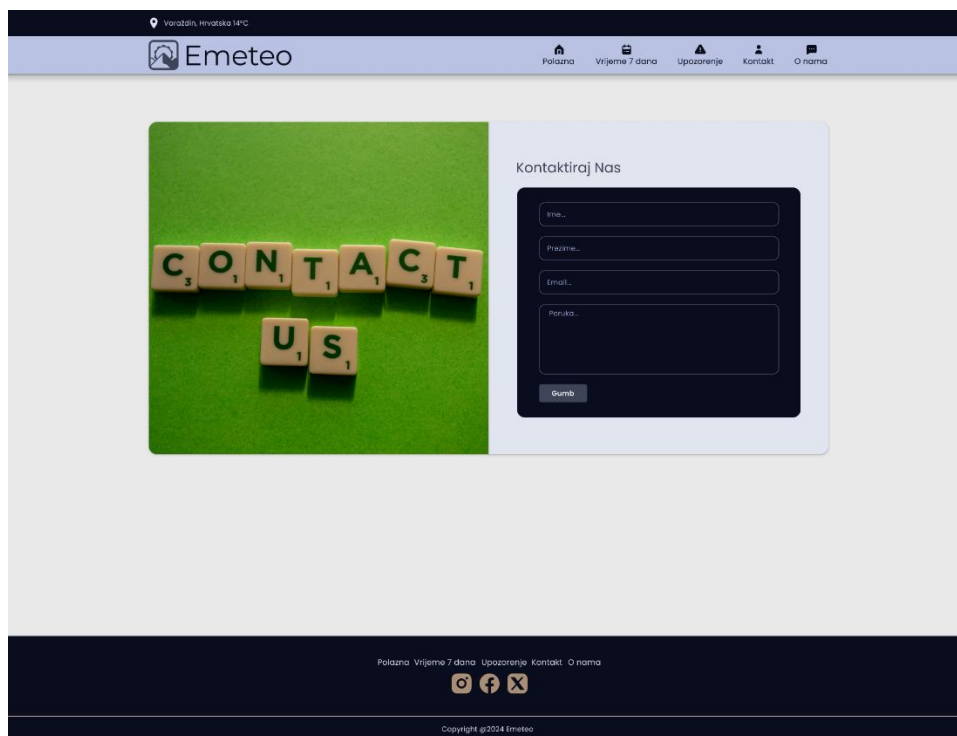 Varaždin, Hrvatska 14°C
Emeteo
Polazna Vrijeme 7 dana Upozorenje Kontakt O nama
CONTACT
US
Kontaktiraj Nas
Ime...
Prezime...
Email...
Poruka...
Gumb
Polazna Vrijeme 7 dana Upozorenje Kontakt O nama
Copyright @2024 Emeteo